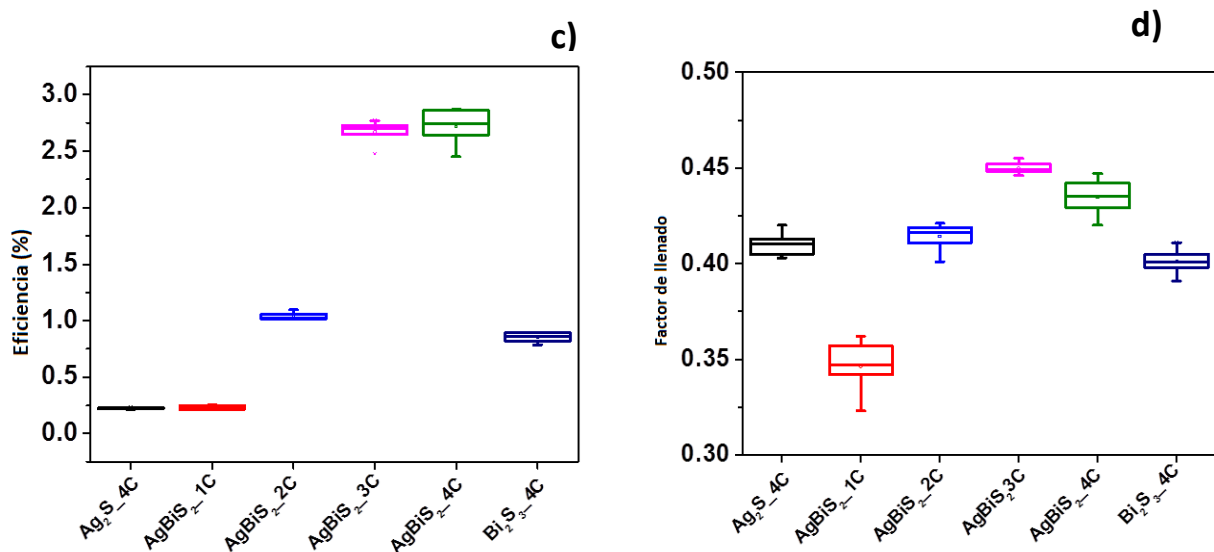 c)
Eficiencia (%)
3.0
2.5
2.0
1.5
1.0
0.5
0.0
Ag₂S_4C
AgBiS₂_1C
AgBiS₂_2C
AgBiS₂_3C
AgBiS₂_4C
Bi₂S₃_4C
d)
Factor de llenado
0.50
0.45
0.40
0.35
0.30
Ag₂S_4C
AgBiS₂_1C
AgBiS₂_2C
AgBiS₂3C
AgBiS₂_4C
Bi₂S₃_4C